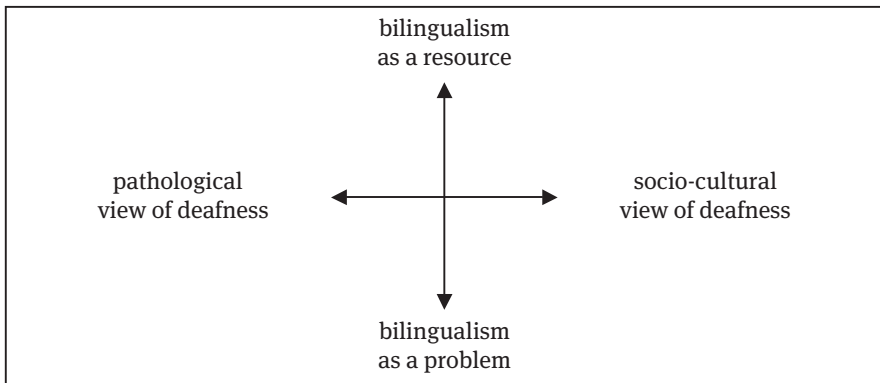 bilingualism
as a resource
pathological
view of deafness
socio-cultural
view of deafness
bilingualism
as a problem